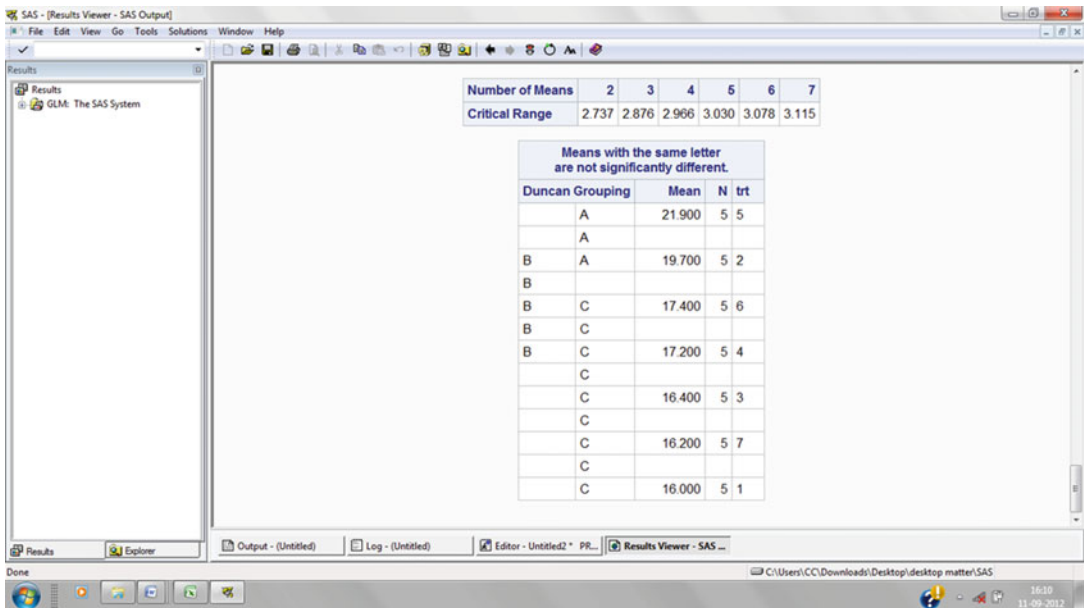 SAS - [Results Viewer - SAS Output]
File Edit View Go Tools Solutions Window Help
Results
Results
GLM: The SAS System
Number of Means 2 3 4 5 6 7
Critical Range 2.737 2.876 2.966 3.030 3.078 3.115
Means with the same letter
are not significantly different.
Duncan Grouping Mean N trt
A 21.900 5 5
A
B A 19.700 5 2
B
B C 17.400 5 6
B C
B C 17.200 5 4
C
C 16.400 5 3
C
C 16.200 5 7
C
C 16.000 5 1
Results Explorer
Output - (Untitled) Log - (Untitled) Editor - Untitled2 * PR... Results Viewer - SAS ...
Done C:\Users\CC\Downloads\Desktop\desktop matter\SAS
16:10
11-09-2012